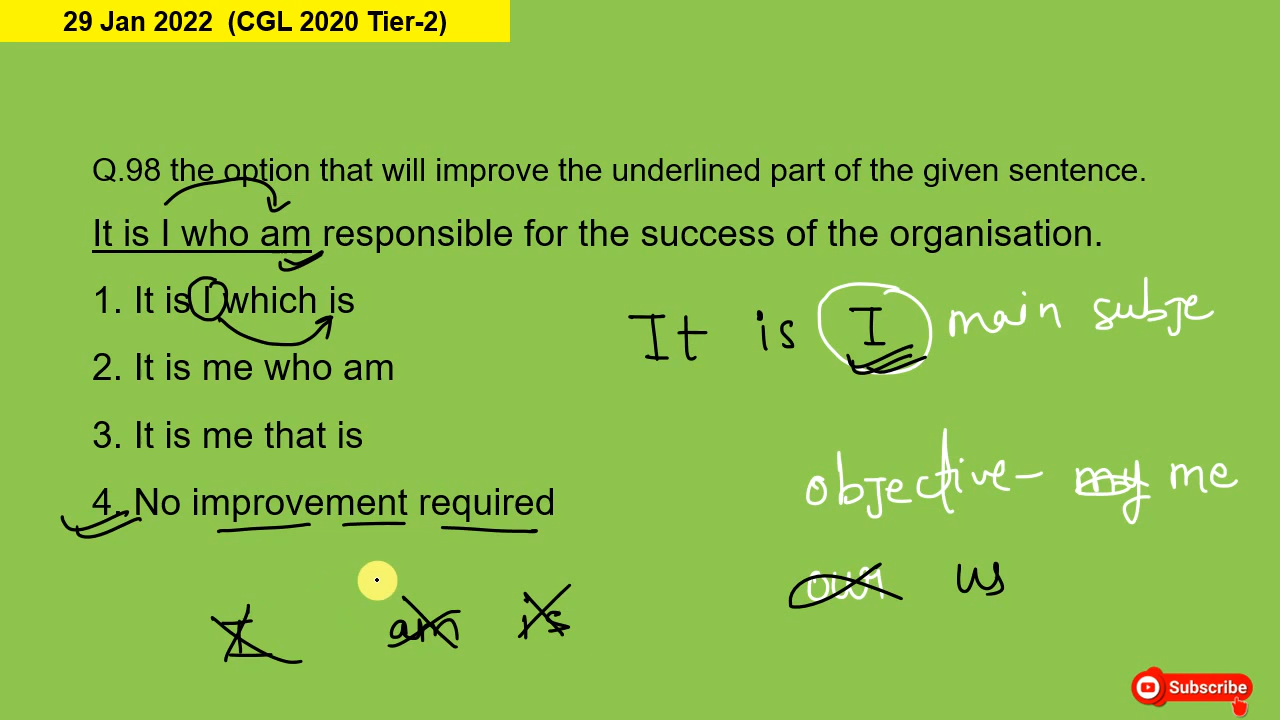 29 Jan 2022 (CGL 2020 Tier-2)
Q.98 the option that will improve the underlined part of the given sentence.
It is I who am responsible for the success of the organisation.
1. It is I which is
2. It is me who am
3. It is me that is
4. No improvement required
It is I main subje
objective- my me
our us
I am is
Subscribe